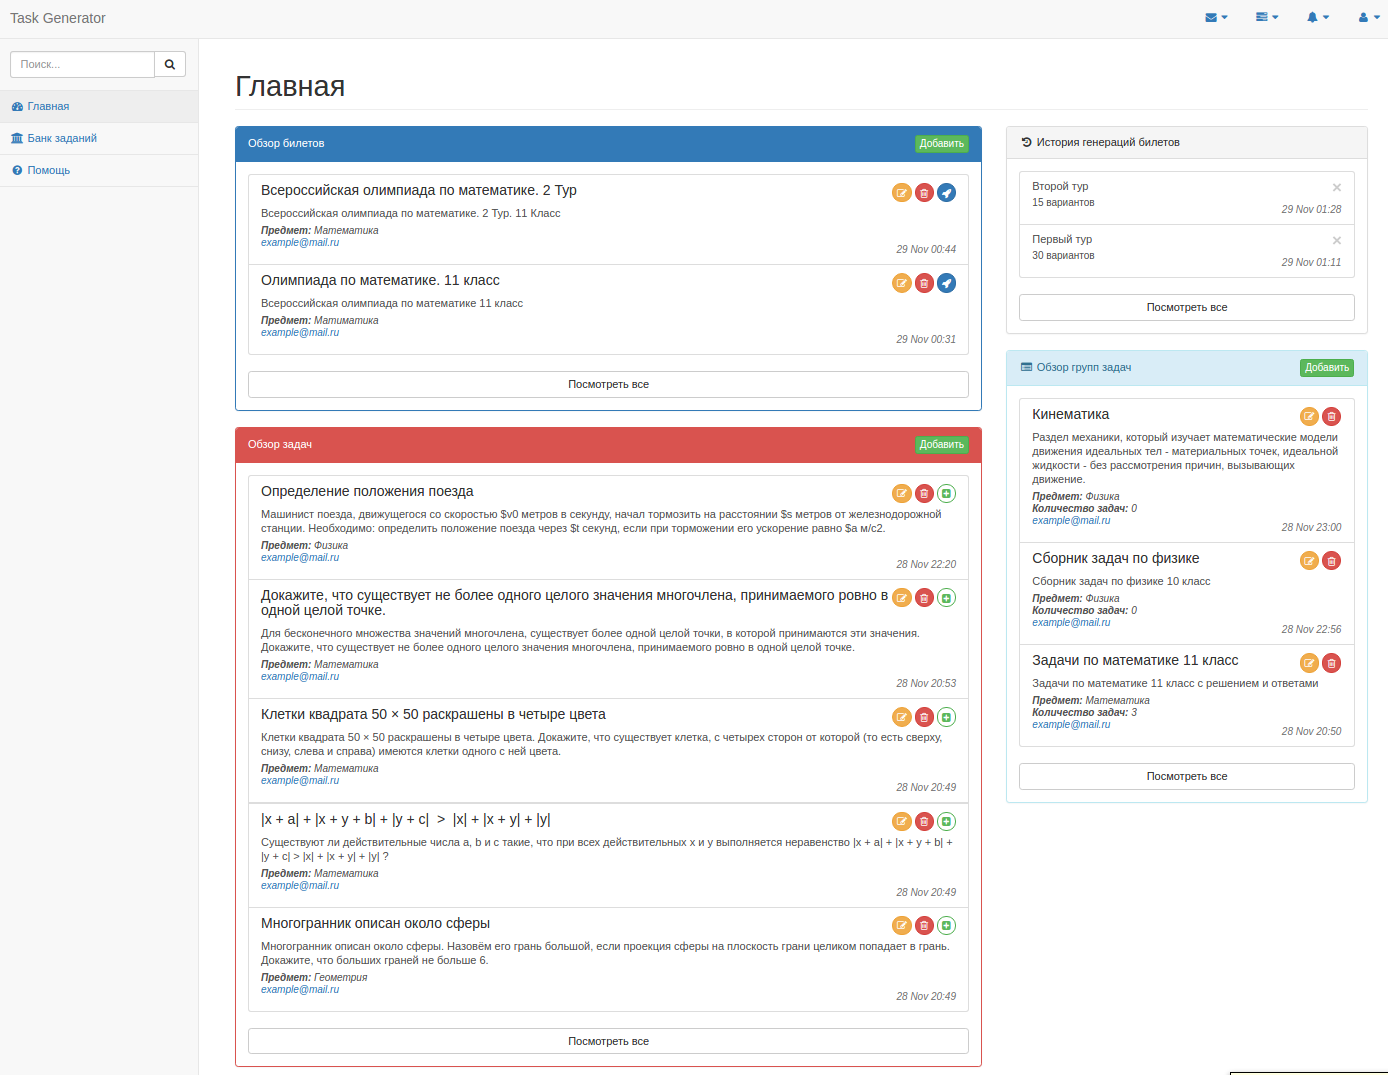 Task Generator
Поиск...
Главная
Банк заданий
Помощь
Главная
Обзор билетов
Добавить
Всероссийская олимпиада по математике. 2 Тур
Всероссийская олимпиада по математике. 2 Тур. 11 Класс
Предмет: Математика
example@mail.ru
29 Nov 00:44
Олимпиада по математике. 11 класс
Всероссийская олимпиада по математике 11 класс
Предмет: Матиматика
example@mail.ru
29 Nov 00:31
Посмотреть все
Обзор задач
Добавить
Определение положения поезда
Машинист поезда, движущегося со скоростью $v0 метров в секунду, начал тормозить на расстоянии $s метров от железнодорожной
станции. Необходимо: определить положение поезда через $t секунд, если при торможении его ускорение равно $a м/с2.
Предмет: Физика
example@mail.ru
28 Nov 22:20
Докажите, что существует не более одного целого значения многочлена, принимаемого ровно в
одной целой точке.
Для бесконечного множества значений многочлена, существует более одной целой точки, в которой принимаются эти значения.
Докажите, что существует не более одного целого значения многочлена, принимаемого ровно в одной целой точке.
Предмет: Математика
example@mail.ru
28 Nov 20:53
Клетки квадрата 50 × 50 раскрашены в четыре цвета
Клетки квадрата 50 × 50 раскрашены в четыре цвета. Докажите, что существует клетка, с четырех сторон от которой (то есть сверху,
снизу, слева и справа) имеются клетки одного с ней цвета.
Предмет: Математика
example@mail.ru
28 Nov 20:49
|x + a| + |x + y + b| + |y + c| > |x| + |x + y| + |y|
Существуют ли действительные числа a, b и c такие, что при всех действительных x и y выполняется неравенство |x + a| + |x + y + b| +
|y + c| > |x| + |x + y| + |y| ?
Предмет: Математика
example@mail.ru
28 Nov 20:49
Многогранник описан около сферы
Многогранник описан около сферы. Назовём его грань большой, если проекция сферы на плоскость грани целиком попадает в грань.
Докажите, что больших граней не больше 6.
Предмет: Геометрия
example@mail.ru
28 Nov 20:49
Посмотреть все
История генераций билетов
Второй тур
15 вариантов
29 Nov 01:28
Первый тур
30 вариантов
29 Nov 01:11
Посмотреть все
Обзор групп задач
Добавить
Кинематика
Раздел механики, который изучает математические модели
движения идеальных тел - материальных точек, идеальной
жидкости - без рассмотрения причин, вызывающих
движение.
Предмет: Физика
Количество задач: 0
example@mail.ru
28 Nov 23:00
Сборник задач по физике
Сборник задач по физике 10 класс
Предмет: Физика
Количество задач: 0
example@mail.ru
28 Nov 22:56
Задачи по математике 11 класс
Задачи по математике 11 класс с решением и ответами
Предмет: Математика
Количество задач: 3
example@mail.ru
28 Nov 20:50
Посмотреть все